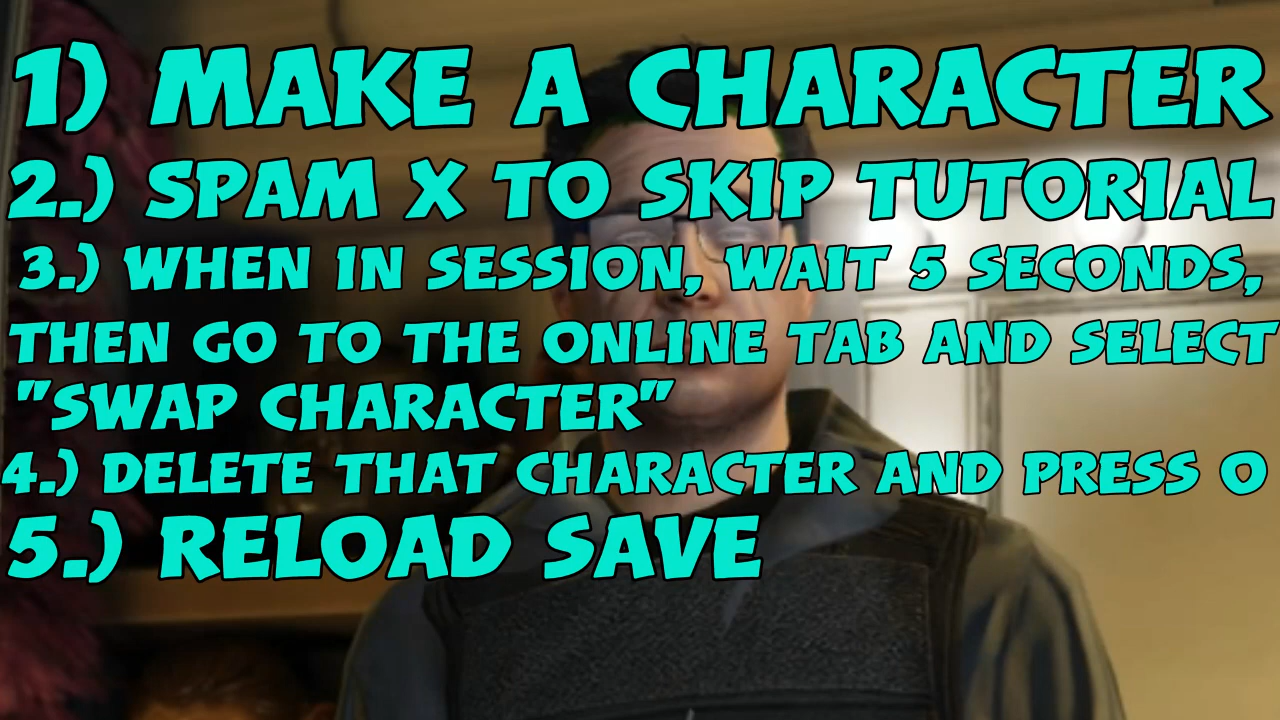 1) MAKE A CHARACTER
2.) SPAM X TO SKIP TUTORIAL
3.) WHEN IN SESSION, WAIT 5 SECONDS,
THEN GO TO THE ONLINE TAB AND SELECT
"SWAP CHARACTER"
4.) DELETE THAT CHARACTER AND PRESS O
5.) RELOAD SAVE